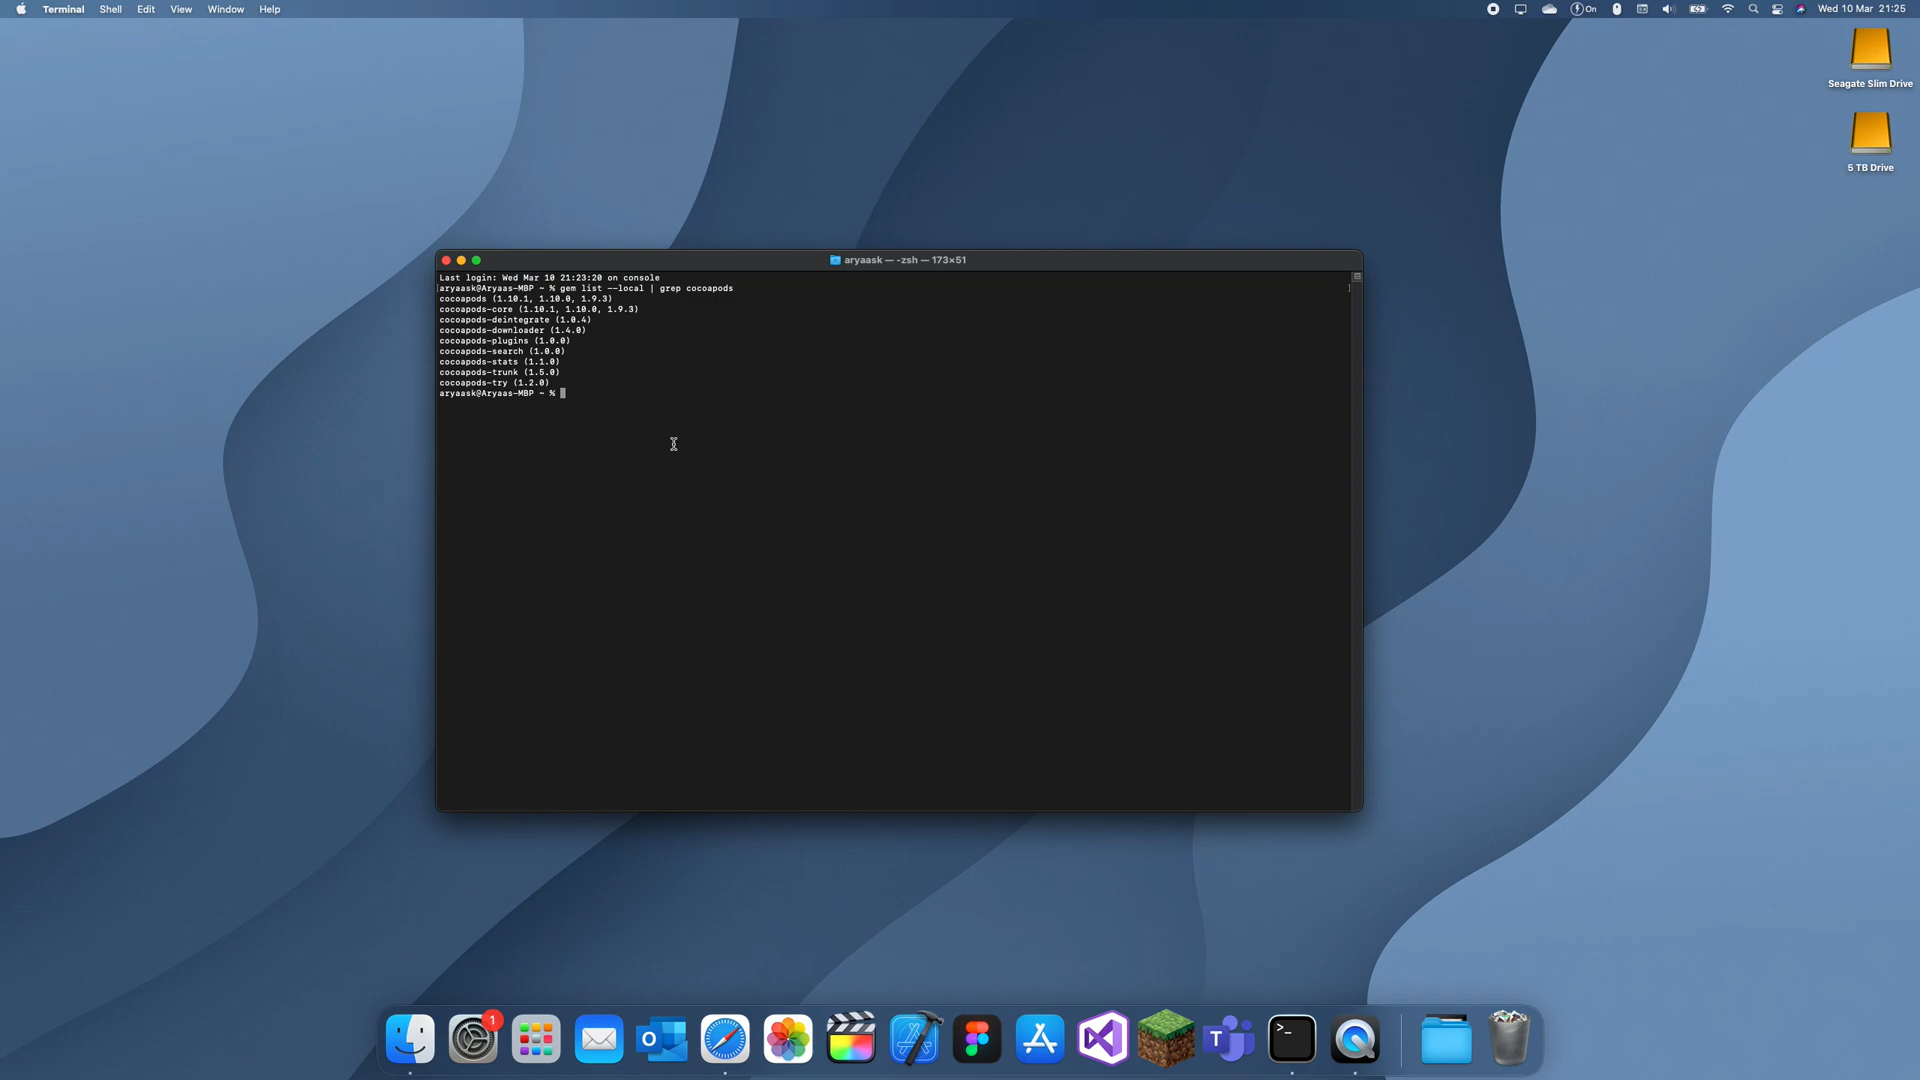 Terminal Shell Edit View Window Help
On Wed 10 Mar 21:25
Seagate Slim Drive
5 TB Drive
aryaask — -zsh — 173×51
Last login: Wed Mar 10 21:23:20 on console
[aryaask@Aryaas-MBP ~ % gem list --local | grep cocoapods ]
cocoapods (1.10.1, 1.10.0, 1.9.3)
cocoapods-core (1.10.1, 1.10.0, 1.9.3)
cocoapods-deintegrate (1.0.4)
cocoapods-downloader (1.4.0)
cocoapods-plugins (1.0.0)
cocoapods-search (1.0.0)
cocoapods-stats (1.1.0)
cocoapods-trunk (1.5.0)
cocoapods-try (1.2.0)
aryaask@Aryaas-MBP ~ %
1
O
T
>_